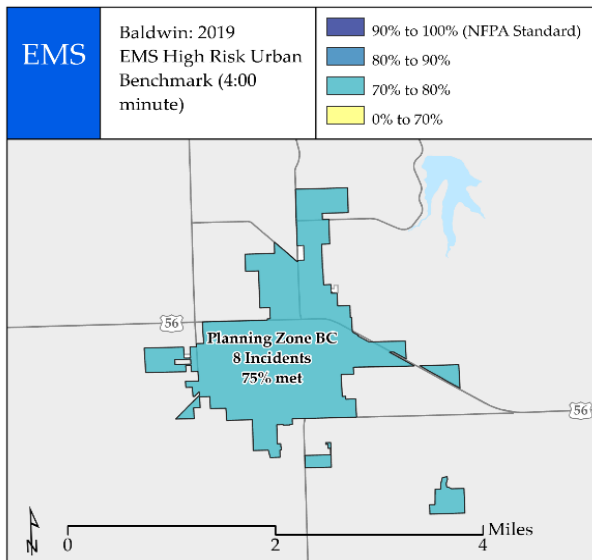 EMS
Baldwin: 2019
EMS High Risk Urban
Benchmark (4:00
minute)
90% to 100% (NFPA Standard)
80% to 90%
70% to 80%
0% to 70%
56
Planning Zone BC
8 Incidents
75% met
56
N
Miles
0
2
4